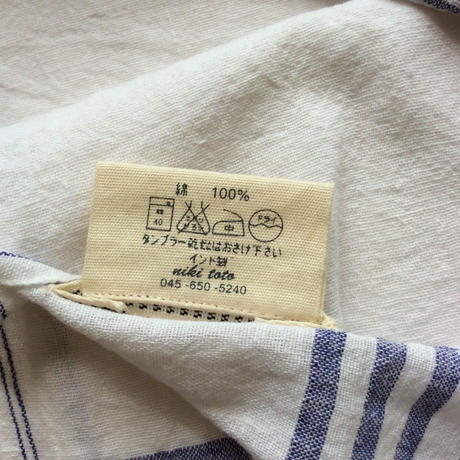 綿 100%
40 中 ドライ
タンブラー乾燥はおさけ下さい
インド製
niki toto
045-650-5240